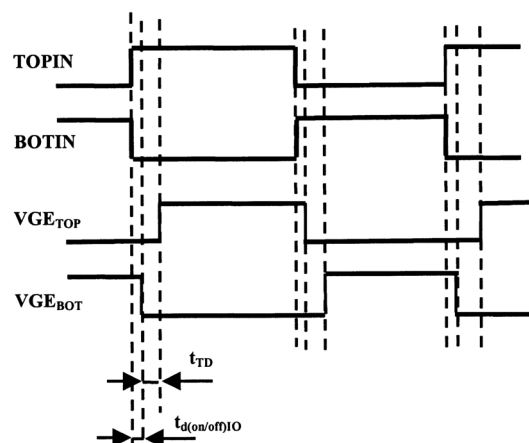 TOPIN
BOTIN
VGETOP
VGEBOT
tTD
td(on/off)IO